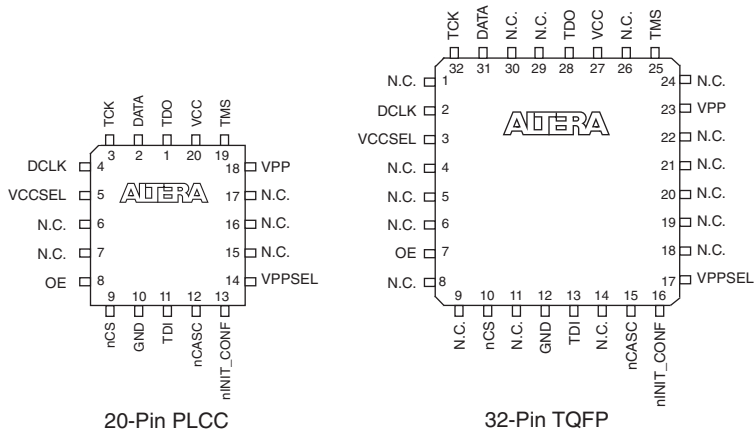 TCK
DATA
TDO
VCC
TMS
3
2
1
20
19
DCLK 4
VCCSEL 5
N.C. 6
N.C. 7
OE 8
ALTERA
18 VPP
17 N.C.
16 N.C.
15 N.C.
14 VPPSEL
9
10
11
12
13
nCS
GND
TDI
nCASC
nINIT_CONF
20-Pin PLCC
TCK
DATA
N.C.
N.C.
TDO
VCC
N.C.
TMS
32
31
30
29
28
27
26
25
N.C. 1
DCLK 2
VCCSEL 3
N.C. 4
N.C. 5
N.C. 6
OE 7
N.C. 8
ALTERA
24 N.C.
23 VPP
22 N.C.
21 N.C.
20 N.C.
19 N.C.
18 N.C.
17 VPPSEL
9
10
11
12
13
14
15
16
N.C.
nCS
N.C.
GND
TDI
N.C.
nCASC
nINIT_CONF
32-Pin TQFP